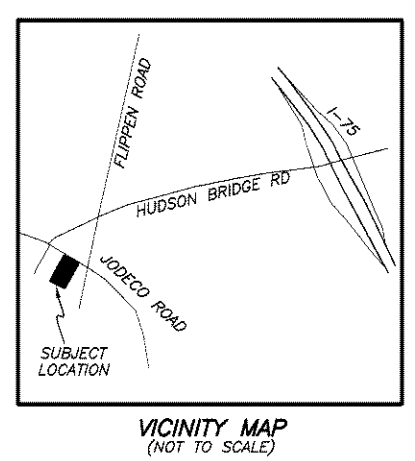 FLIPPEN ROAD
I-75
HUDSON BRIDGE RD
JODECO ROAD
SUBJECT
LOCATION
VICINITY MAP
(NOT TO SCALE)